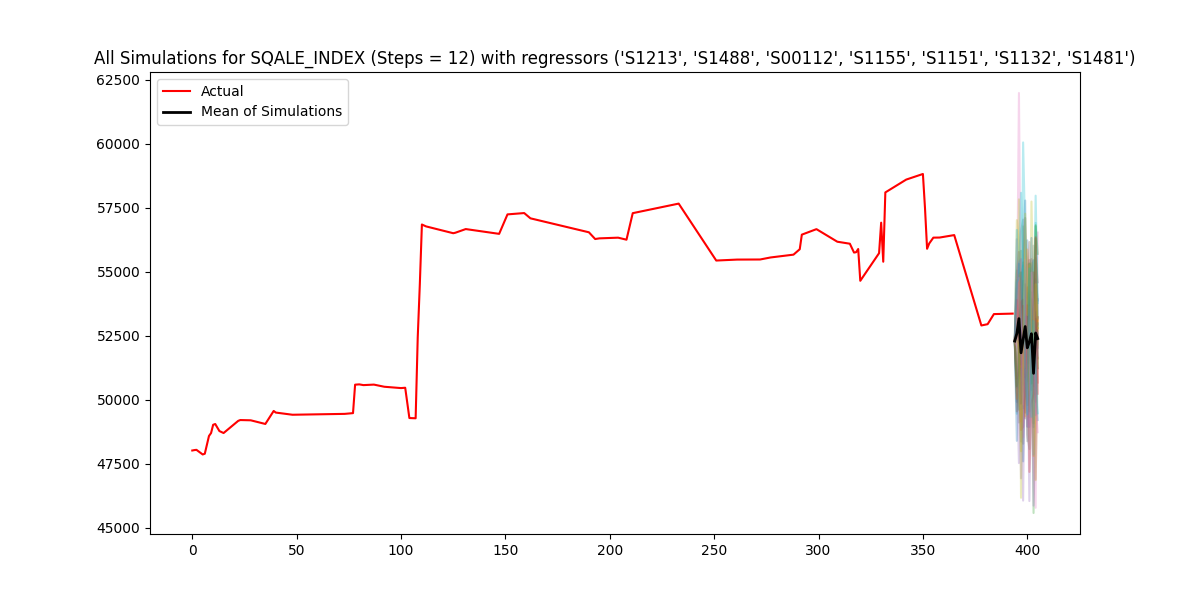 All Simulations for SQALE_INDEX (Steps = 12) with regressors ('S1213', 'S1488', 'S00112', 'S1155', 'S1151', 'S1132', 'S1481')
Actual
Mean of Simulations
62500
60000
57500
55000
52500
50000
47500
45000
0 50 100 150 200 250 300 350 400